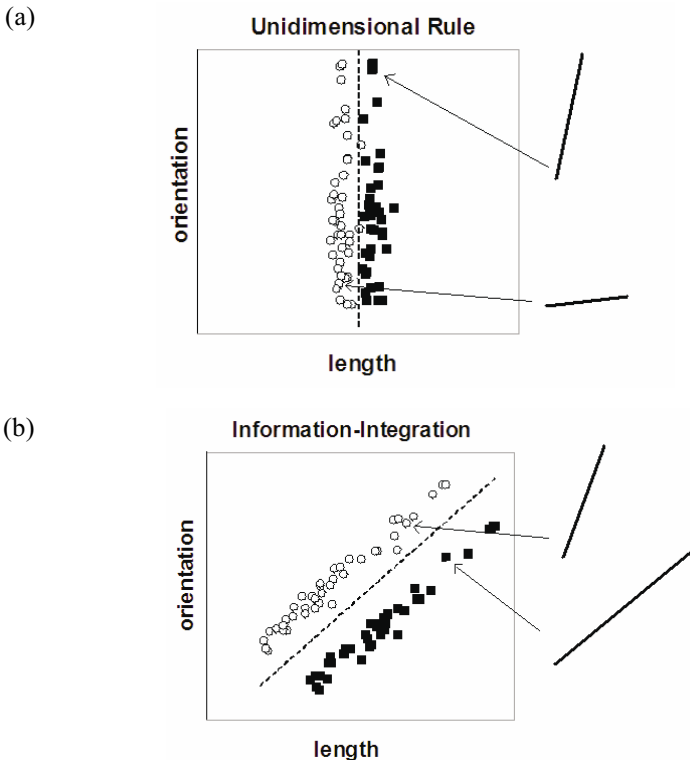 (a)
Unidimensional Rule
orientation
length
(b)
Information-Integration
orientation
length